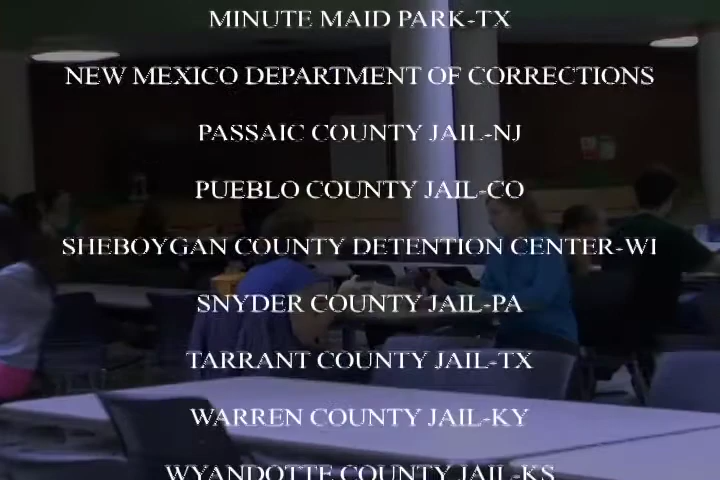 MINUTE MAID PARK-TX
NEW MEXICO DEPARTMENT OF CORRECTIONS
PASSAIC COUNTY JAIL-NJ
PUEBLO COUNTY JAIL-CO
SHEBOYGAN COUNTY DETENTION CENTER-WI
SNYDER COUNTY JAIL-PA
TARRANT COUNTY JAIL-TX
WARREN COUNTY JAIL-KY
WYANDOTTE COUNTY JAIL-KS